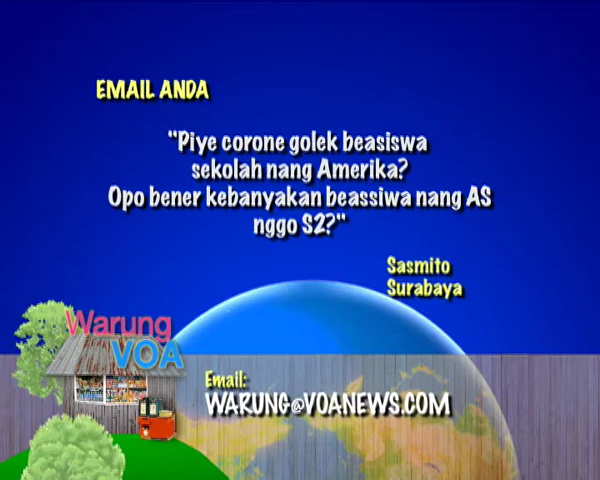 EMAIL ANDA
"Piye corone golek beasiswa
sekolah nang Amerika?
Opo bener kebanyakan beassiwa nang AS
nggo S2?"
Sasmito
Surabaya
Warung
VOA
Email:
WARUNG@VOANEWS.COM